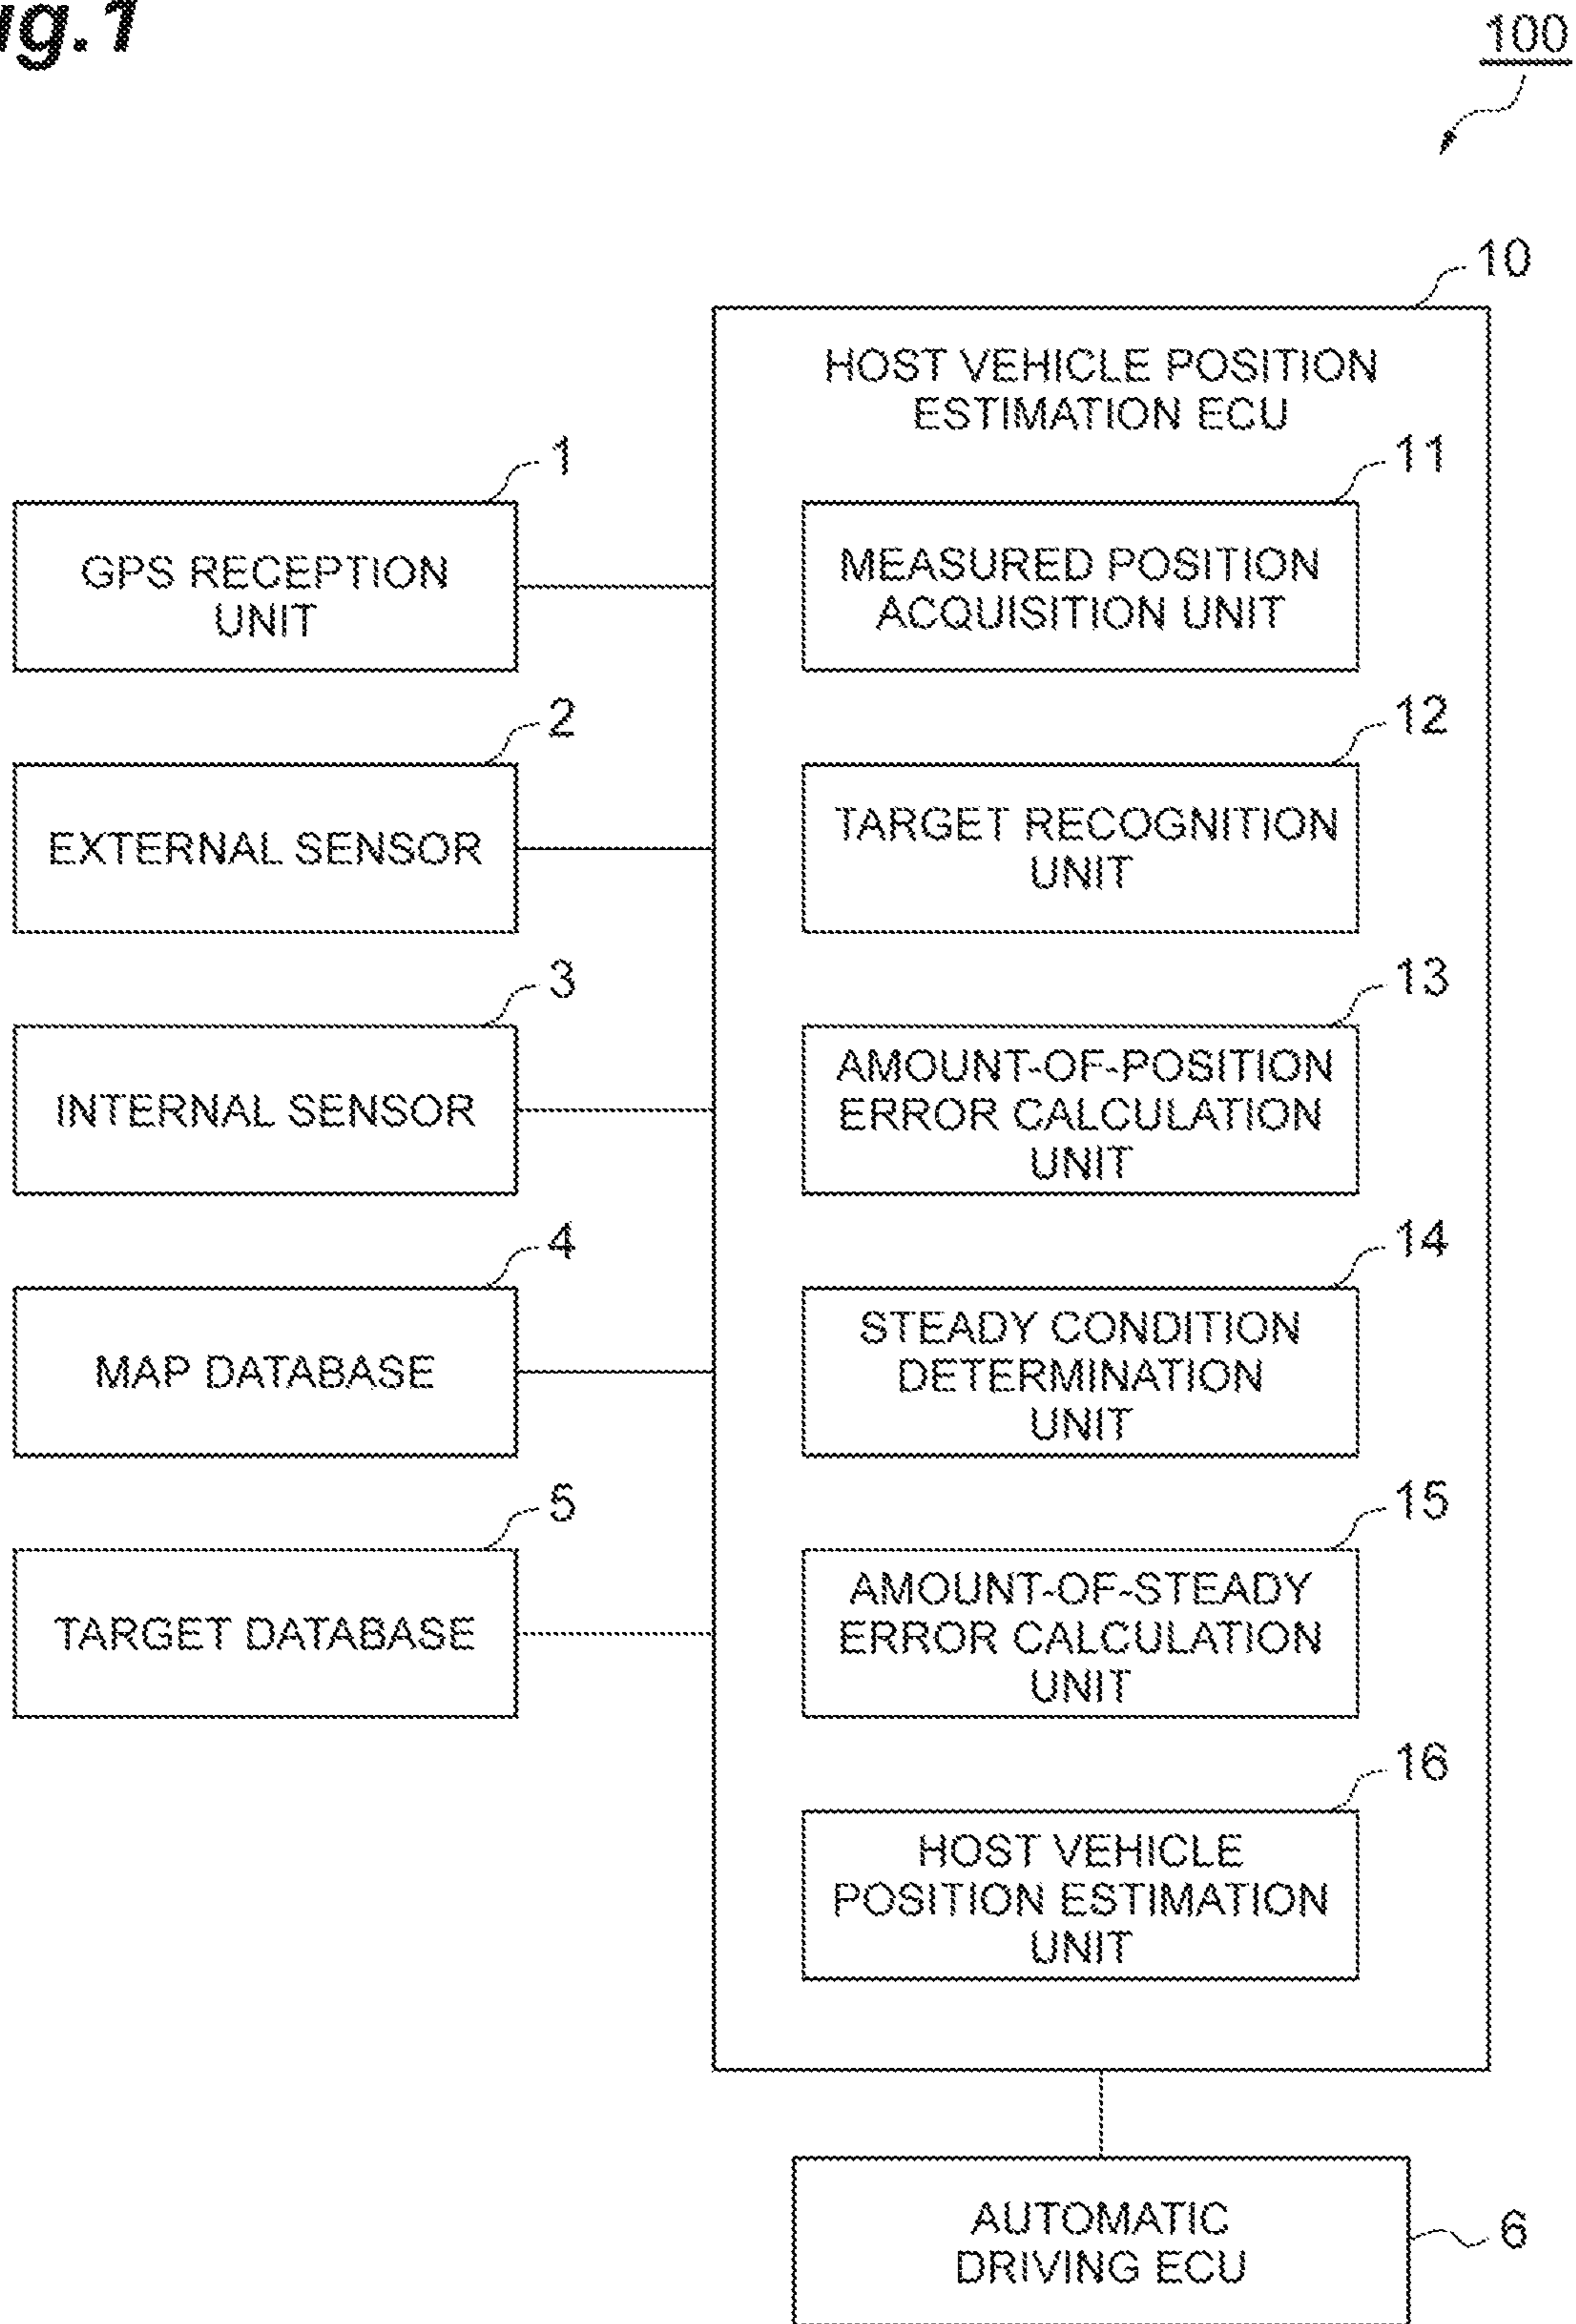 ig.1
100
10
HOST VEHICLE POSITION
ESTIMATION ECU
1
GPS RECEPTION
UNIT
11
MEASURED POSITION
ACQUISITION UNIT
2
EXTERNAL SENSOR
12
TARGET RECOGNITION
UNIT
3
INTERNAL SENSOR
13
AMOUNT-OF-POSITION
ERROR CALCULATION
UNIT
4
MAP DATABASE
14
STEADY CONDITION
DETERMINATION
UNIT
5
TARGET DATABASE
15
AMOUNT-OF-STEADY
ERROR CALCULATION
UNIT
16
HOST VEHICLE
POSITION ESTIMATION
UNIT
AUTOMATIC
DRIVING ECU
6